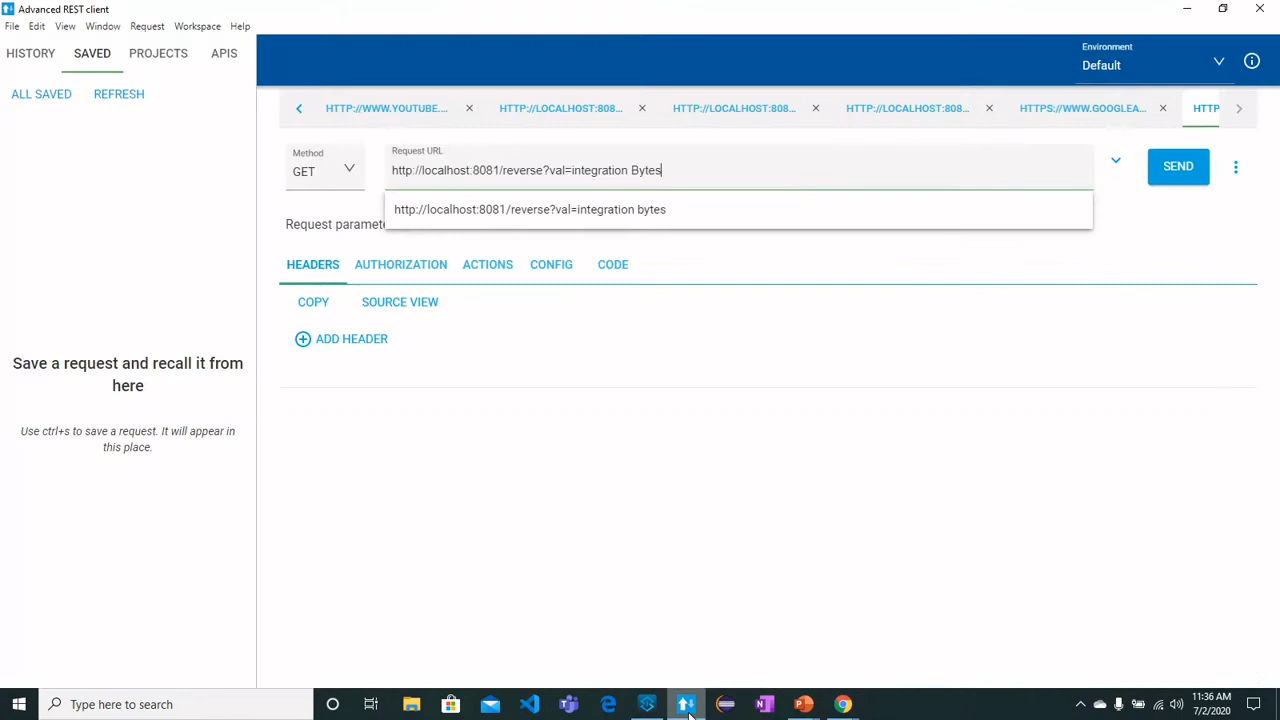 Advanced REST client
File Edit View Window Request Workspace Help
HISTORY SAVED PROJECTS APIS
ALL SAVED REFRESH
Save a request and recall it from
here
Use ctrl+s to save a request. It will appear in
this place.
Environment
Default
HTTP://WWW.YOUTUBE.... HTTP://LOCALHOST:808... HTTP://LOCALHOST:808... HTTP://LOCALHOST:808... HTTPS://WWW.GOOGLEA... HTTP
Method
GET
Request URL
http://localhost:8081/reverse?val=integration Bytes
SEND
http://localhost:8081/reverse?val=integration bytes
Request paramete
HEADERS AUTHORIZATION ACTIONS CONFIG CODE
COPY SOURCE VIEW
ADD HEADER
Type here to search
11:36 AM
7/2/2020